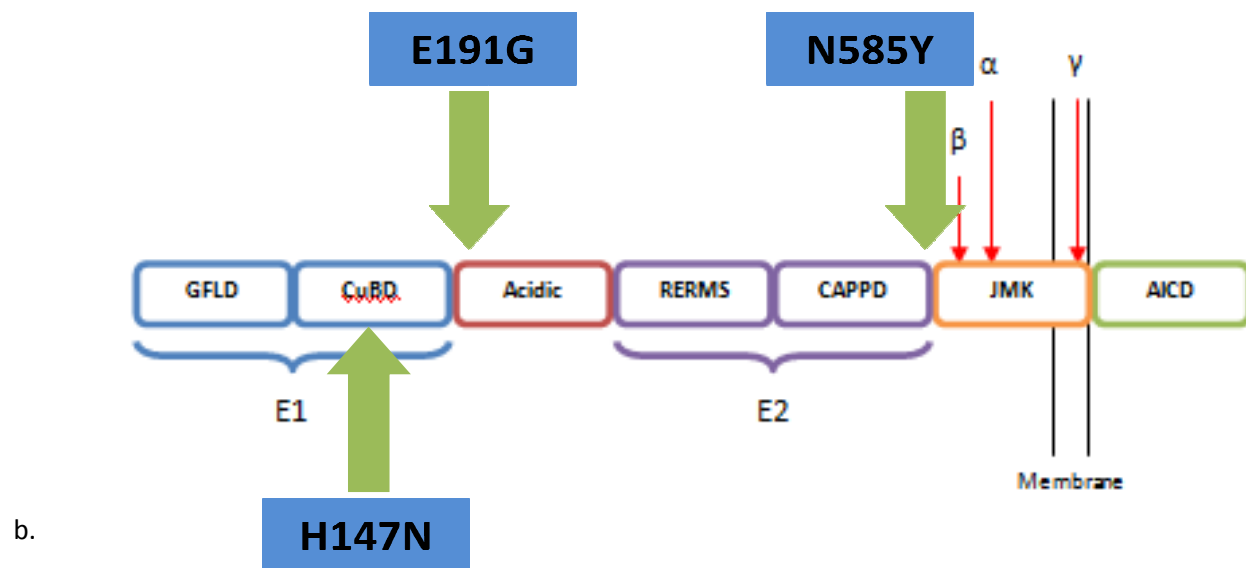 E191G
N585Y
α
γ
β
GFLD
CuBD
Acidic
RERMS
CAPPD
JMK
AICD
E1
E2
Membrane
H147N
b.